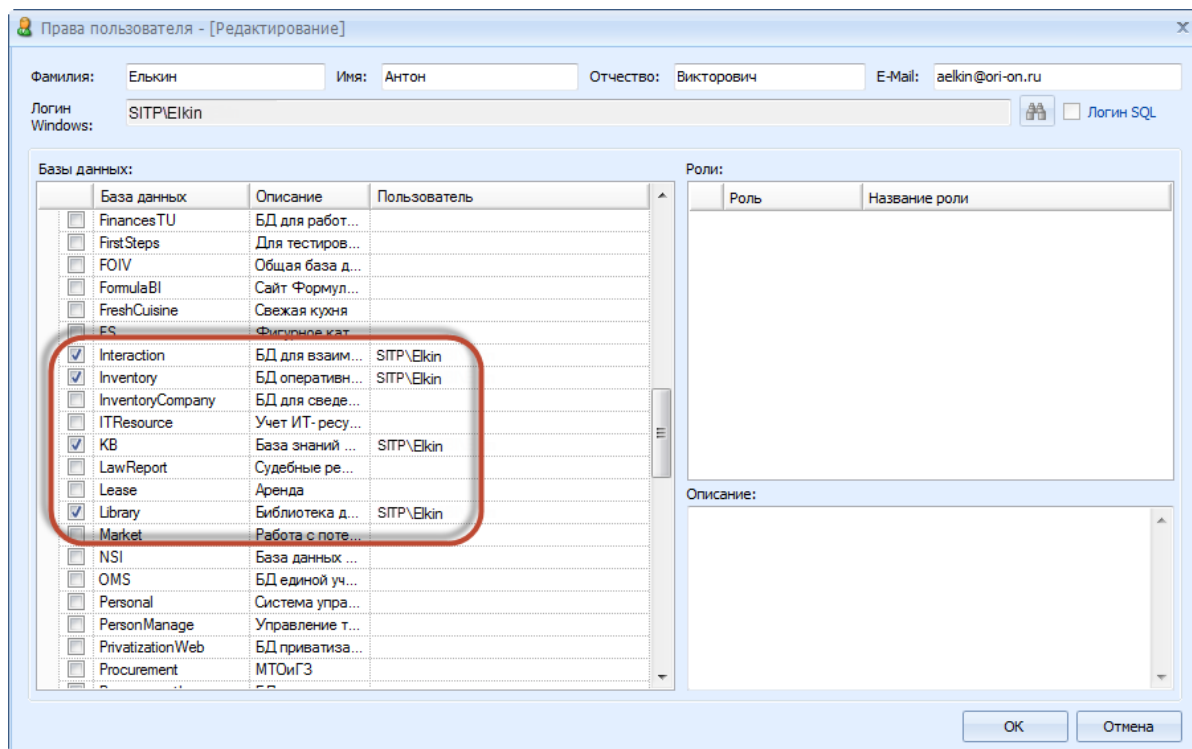 Права пользователя - [Редактирование]
Фамилия: Елькин Имя: Антон Отчество: Викторович E-Mail: aelkin@ori-on.ru
Логин Windows: SITP\Elkin Логин SQL
Базы данных:
База данных Описание Пользователь
FinancesTU БД для работ...
FirstSteps Для тестиров...
FOIV Общая база д...
FormulaBI Сайт Формул...
FreshCuisine Свежая кухня
FS Фигурное кат...
Interaction БД для взаим... SITP\Elkin
Inventory БД оперативн... SITP\Elkin
InventoryCompany БД для сведе...
ITResource Учет ИТ-ресу...
KB База знаний ... SITP\Elkin
LawReport Судебные ре...
Lease Аренда
Library Библиотека д... SITP\Elkin
Market Работа с поте...
NSI База данных ...
OMS БД единой уч...
Personal Система упра...
PersonManage Управление т...
PrivatizationWeb БД приватиза...
Procurement МТОиГЗ
Роли:
Роль Название роли
Описание:
OK Отмена